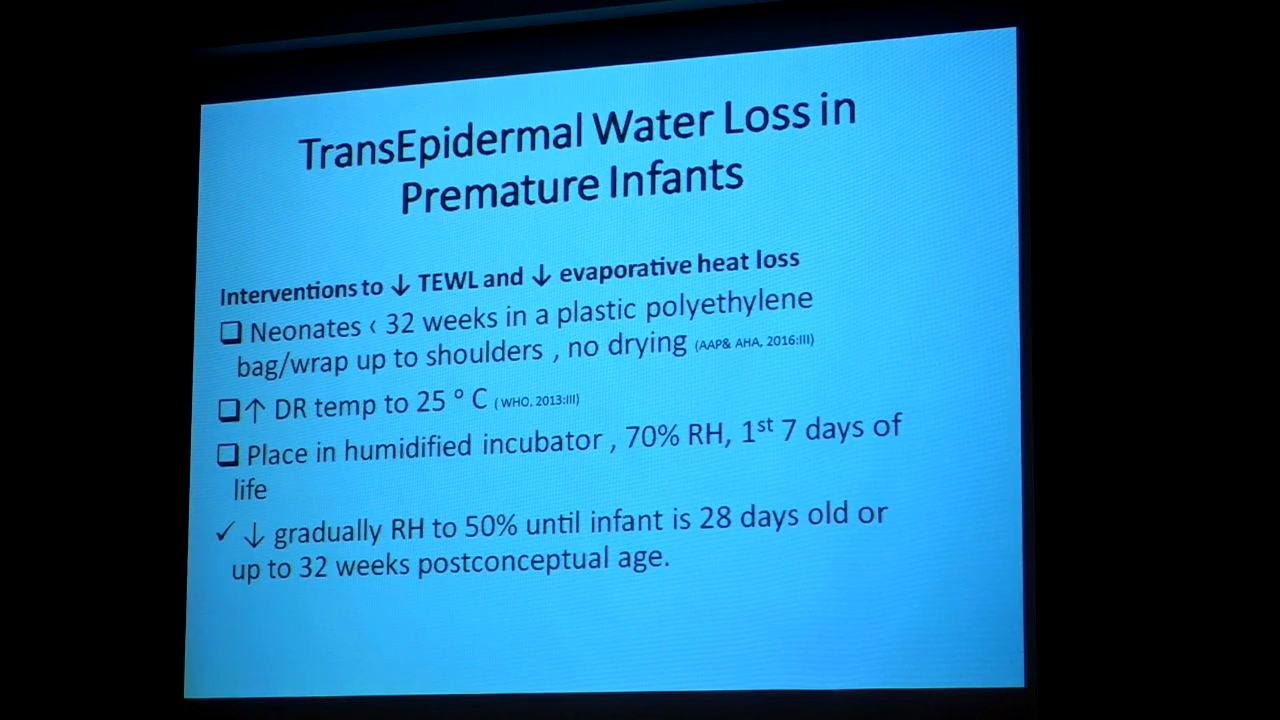 TransEpidermal Water Loss in
Premature Infants
Interventions to ↓ TEWL and ↓ evaporative heat loss
❑ Neonates ‹ 32 weeks in a plastic polyethylene
bag/wrap up to shoulders , no drying (AAP& AHA, 2016:III)
❑↑ DR temp to 25 ° C ( WHO, 2013:III)
❑ Place in humidified incubator , 70% RH, 1st 7 days of
life
✓ ↓ gradually RH to 50% until infant is 28 days old or
up to 32 weeks postconceptual age.